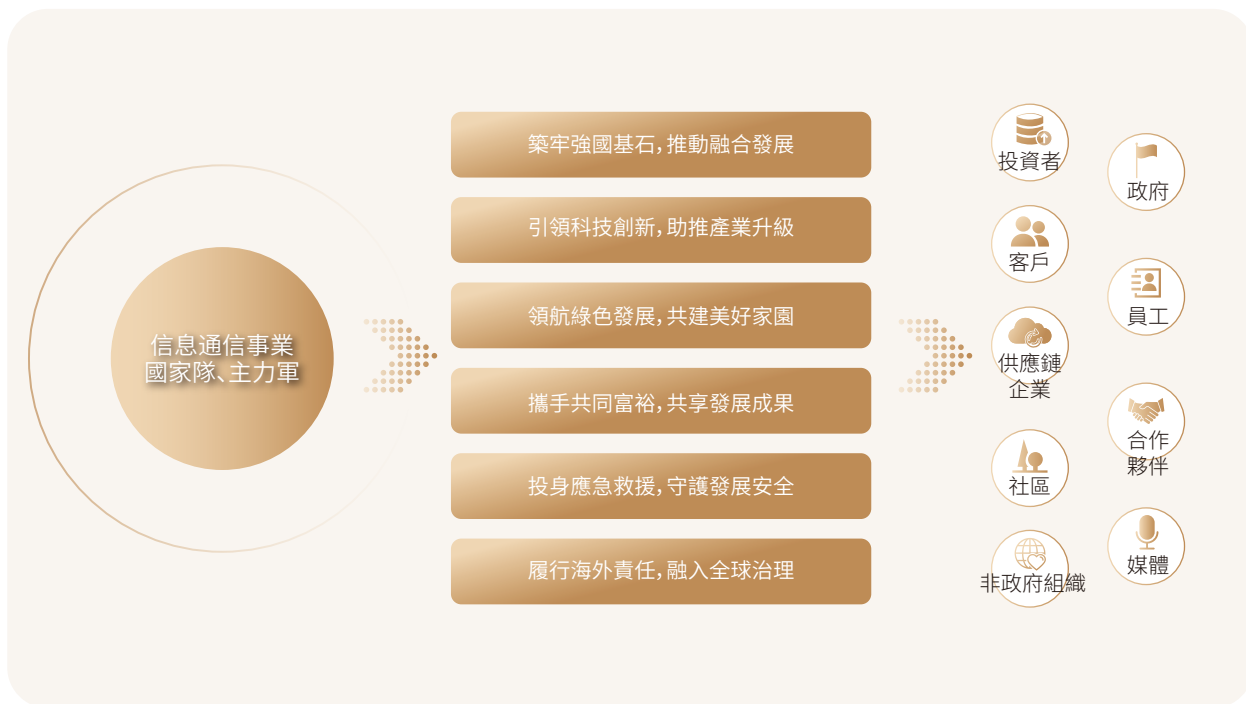 信息通信事業
國家隊、主力軍
築牢強國基石，推動融合發展
引領科技創新，助推產業升級
領航綠色發展，共建美好家園
攜手共同富裕，共享發展成果
投身應急救援，守護發展安全
履行海外責任，融入全球治理
投資者
客戶
供應鏈
企業
社區
非政府組織
政府
員工
合作
夥伴
媒體